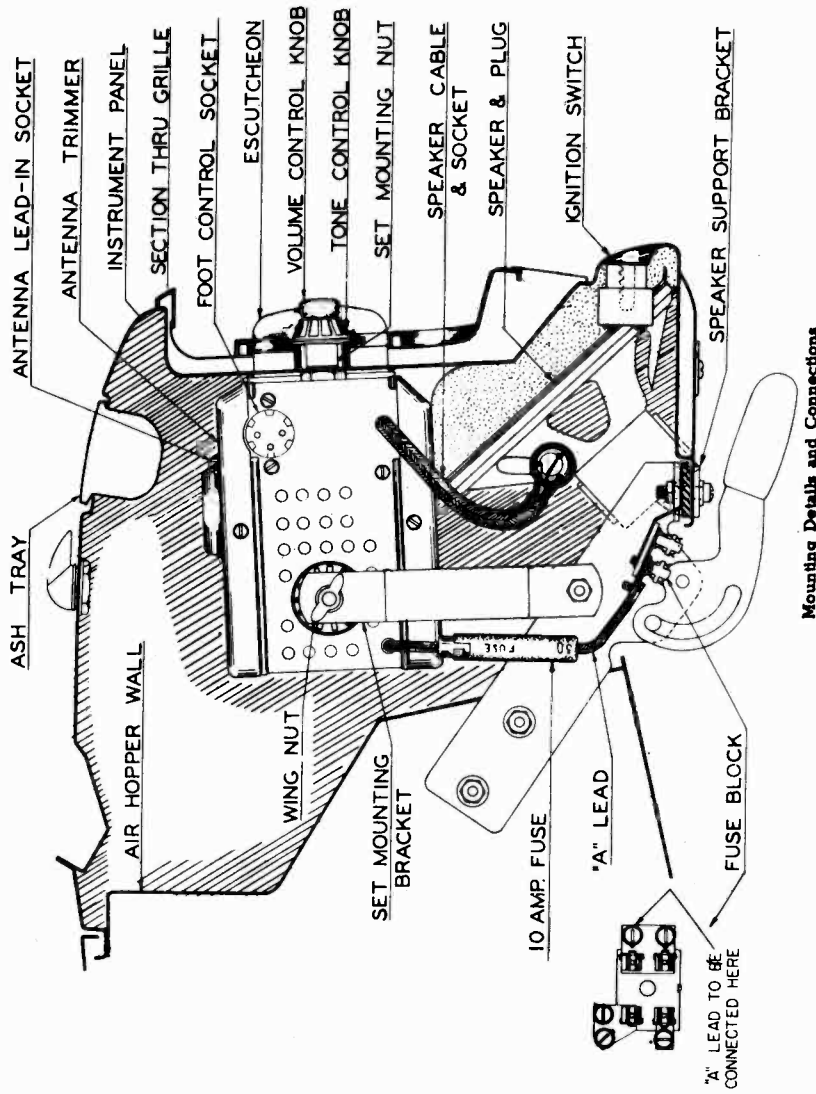 ANTENNA LEAD-IN SOCKET
ANTENNA TRIMMER
INSTRUMENT PANEL
SECTION THRU GRILLE
FOOT CONTROL SOCKET
ESCUTCHEON
VOLUME CONTROL KNOB
TONE CONTROL KNOB
SET MOUNTING NUT
SPEAKER CABLE
& SOCKET
SPEAKER & PLUG
IGNITION SWITCH
SPEAKER SUPPORT BRACKET
ASH TRAY
AIR HOPPER WALL
WING NUT
SET MOUNTING
BRACKET
10 AMP. FUSE
"A" LEAD
FUSE BLOCK
"A" LEAD TO BE
CONNECTED HERE
FUSE
30
Mounting Details and Connections